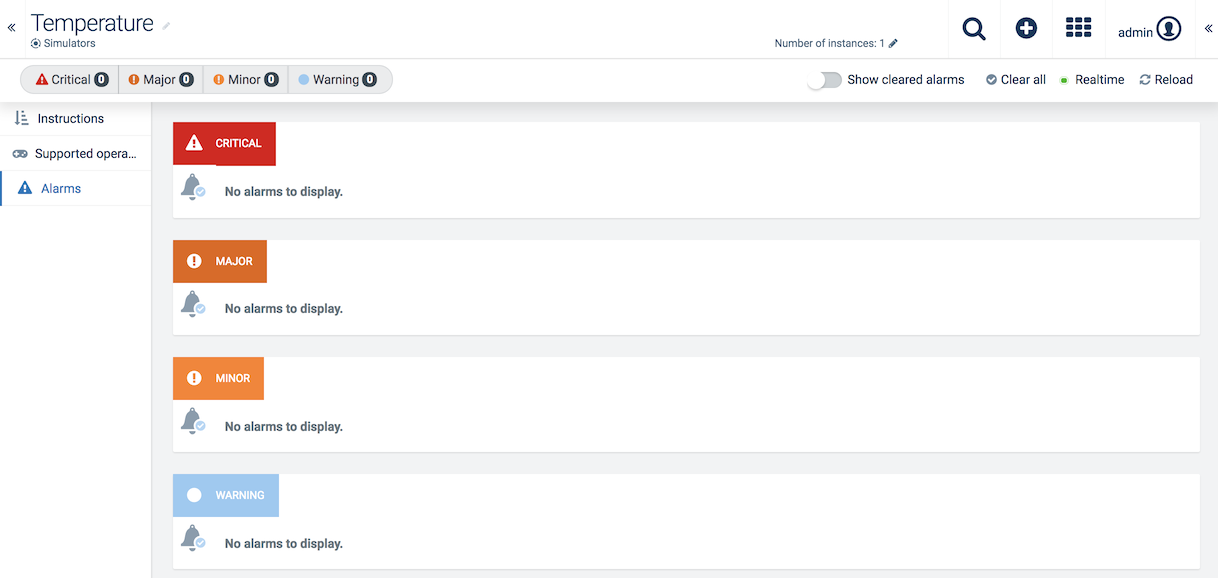 Temperature
Simulators
Number of instances: 1
admin
Critical 0 Major 0 Minor 0 Warning 0
Show cleared alarms Clear all Realtime Reload
Instructions
Supported opera...
Alarms
CRITICAL
No alarms to display.
MAJOR
No alarms to display.
MINOR
No alarms to display.
WARNING
No alarms to display.